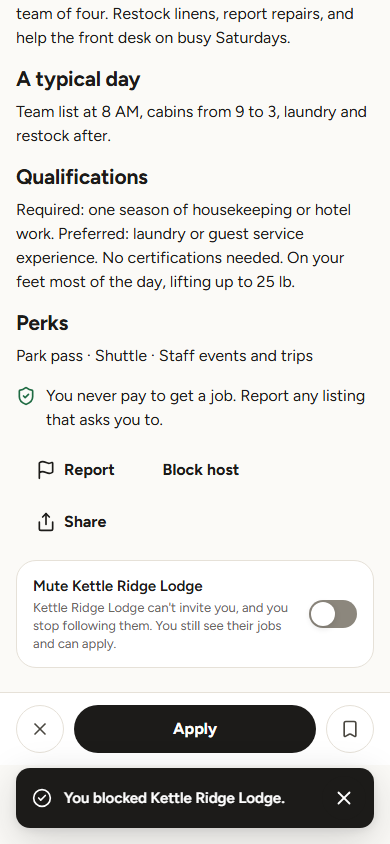 team of four. Restock linens, report repairs, and
help the front desk on busy Saturdays.
A typical day
Team list at 8 AM, cabins from 9 to 3, laundry and
restock after.
Qualifications
Required: one season of housekeeping or hotel
work. Preferred: laundry or guest service
experience. No certifications needed. On your
feet most of the day, lifting up to 25 lb.
Perks
Park pass · Shuttle · Staff events and trips
You never pay to get a job. Report any listing
that asks you to.
Report Block host
Share
Mute Kettle Ridge Lodge
Kettle Ridge Lodge can't invite you, and you
stop following them. You still see their jobs
and can apply.
Apply
You blocked Kettle Ridge Lodge.